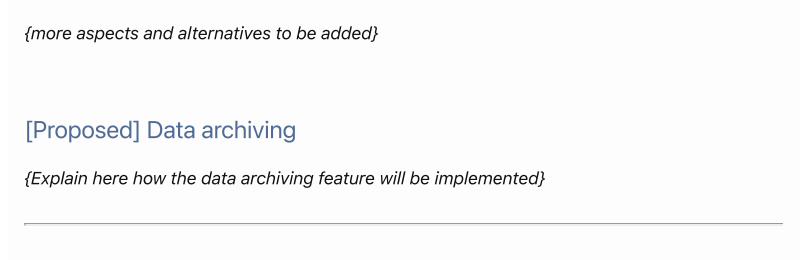 {more aspects and alternatives to be added}
[Proposed] Data archiving
{Explain here how the data archiving feature will be implemented}